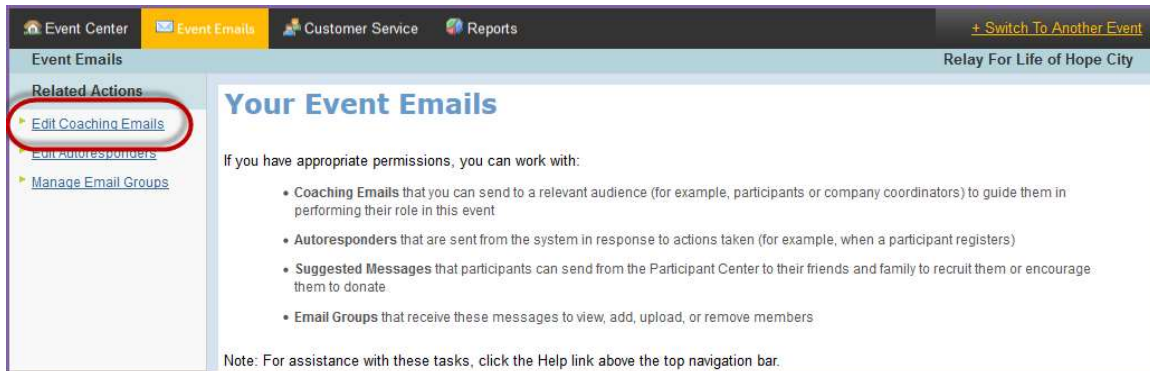 Event Center Event Emails Customer Service Reports + Switch To Another Event
Event Emails Relay For Life of Hope City
Related Actions
Edit Coaching Emails
Edit Autoresponders
Manage Email Groups
Your Event Emails
If you have appropriate permissions, you can work with:
• Coaching Emails that you can send to a relevant audience (for example, participants or company coordinators) to guide them in
performing their role in this event
• Autoresponders that are sent from the system in response to actions taken (for example, when a participant registers)
• Suggested Messages that participants can send from the Participant Center to their friends and family to recruit them or encourage
them to donate
• Email Groups that receive these messages to view, add, upload, or remove members
Note: For assistance with these tasks, click the Help link above the top navigation bar.